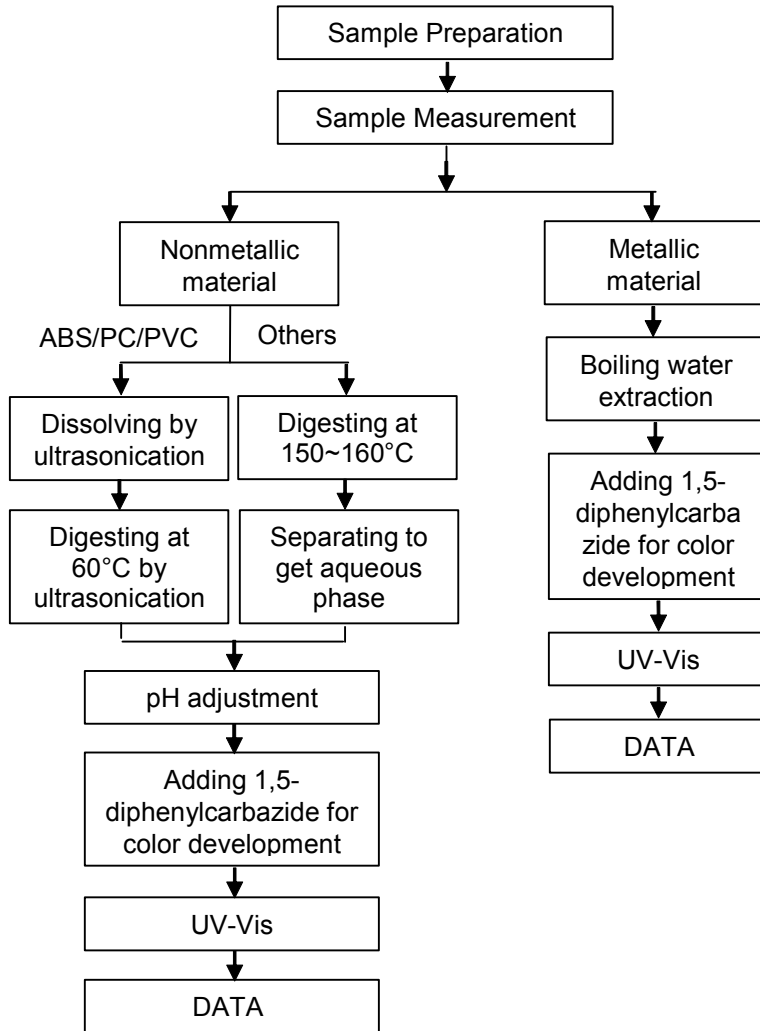 Sample Preparation
Sample Measurement
Nonmetallic
material
ABS/PC/PVC
Others
Dissolving by
ultrasonication
Digesting at
150~160°C
Digesting at
60°C by
ultrasonication
Separating to
get aqueous
phase
pH adjustment
Adding 1,5-
diphenylcarbazide for
color development
UV-Vis
DATA
Metallic
material
Boiling water
extraction
Adding 1,5-
diphenylcarba
zide for color
development
UV-Vis
DATA